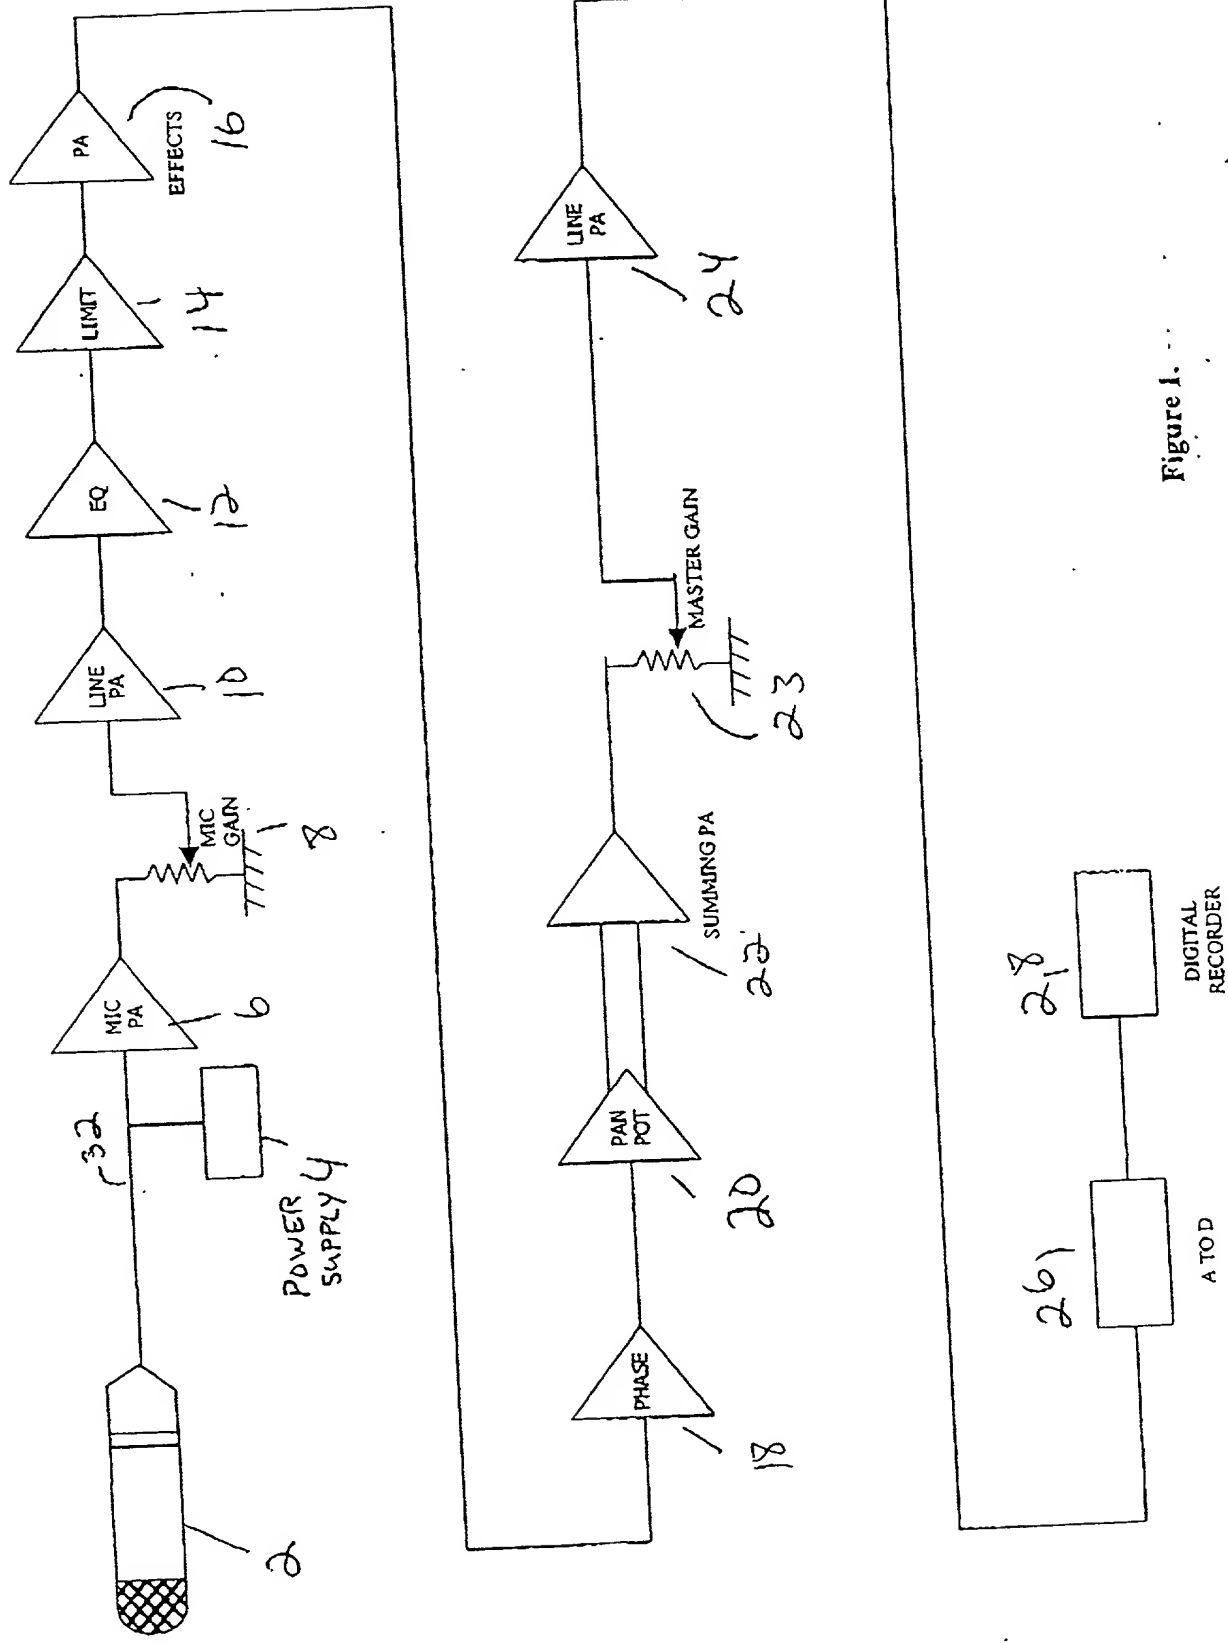 32
MIC
PA
6
POWER
SUPPLY 4
2
MIC
GAIN
8
LINE
PA
10
EQ
12
LIMIT
14
PA
EFFECTS
16
PHASE
18
PAN
POT
20
SUMMING PA
22
MASTER GAIN
23
LINE
PA
24
26
A TO D
28
DIGITAL
RECORDER
Figure 1.